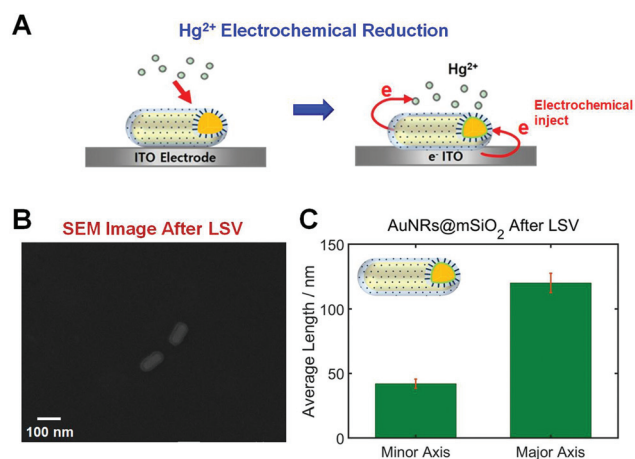 A
Hg²⁺ Electrochemical Reduction
Hg²⁺
e
e
Electrochemical
inject
ITO Electrode
e⁻ ITO
B
SEM Image After LSV
100 nm
C
AuNRs@mSiO₂ After LSV
Average Length / nm
150
100
50
0
Minor Axis
Major Axis